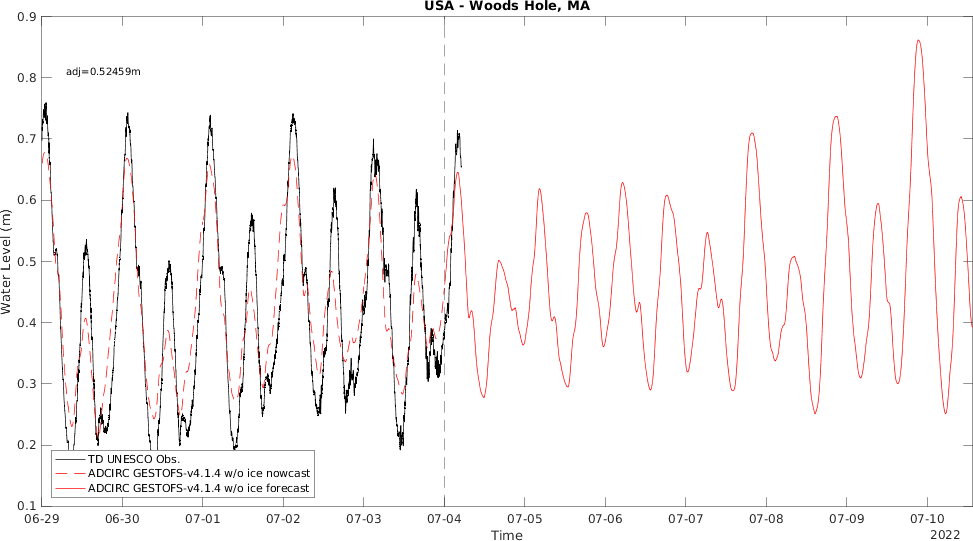 USA - Woods Hole, MA
adj=0.52459m
Water Level (m)
0.9
0.8
0.7
0.6
0.5
0.4
0.3
0.2
0.1
TD UNESCO Obs.
ADCIRC GESTOFS-v4.1.4 w/o ice nowcast
ADCIRC GESTOFS-v4.1.4 w/o ice forecast
06-29 06-30 07-01 07-02 07-03 07-04 07-05 07-06 07-07 07-08 07-09 07-10
2022
Time